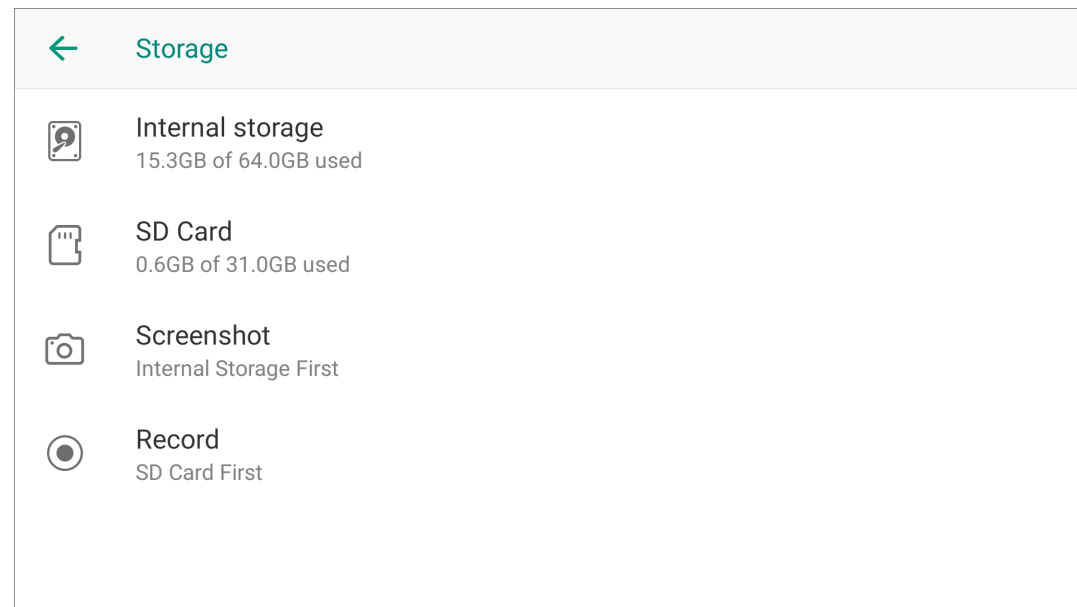 Storage
Internal storage
15.3GB of 64.0GB used
SD Card
0.6GB of 31.0GB used
Screenshot
Internal Storage First
Record
SD Card First